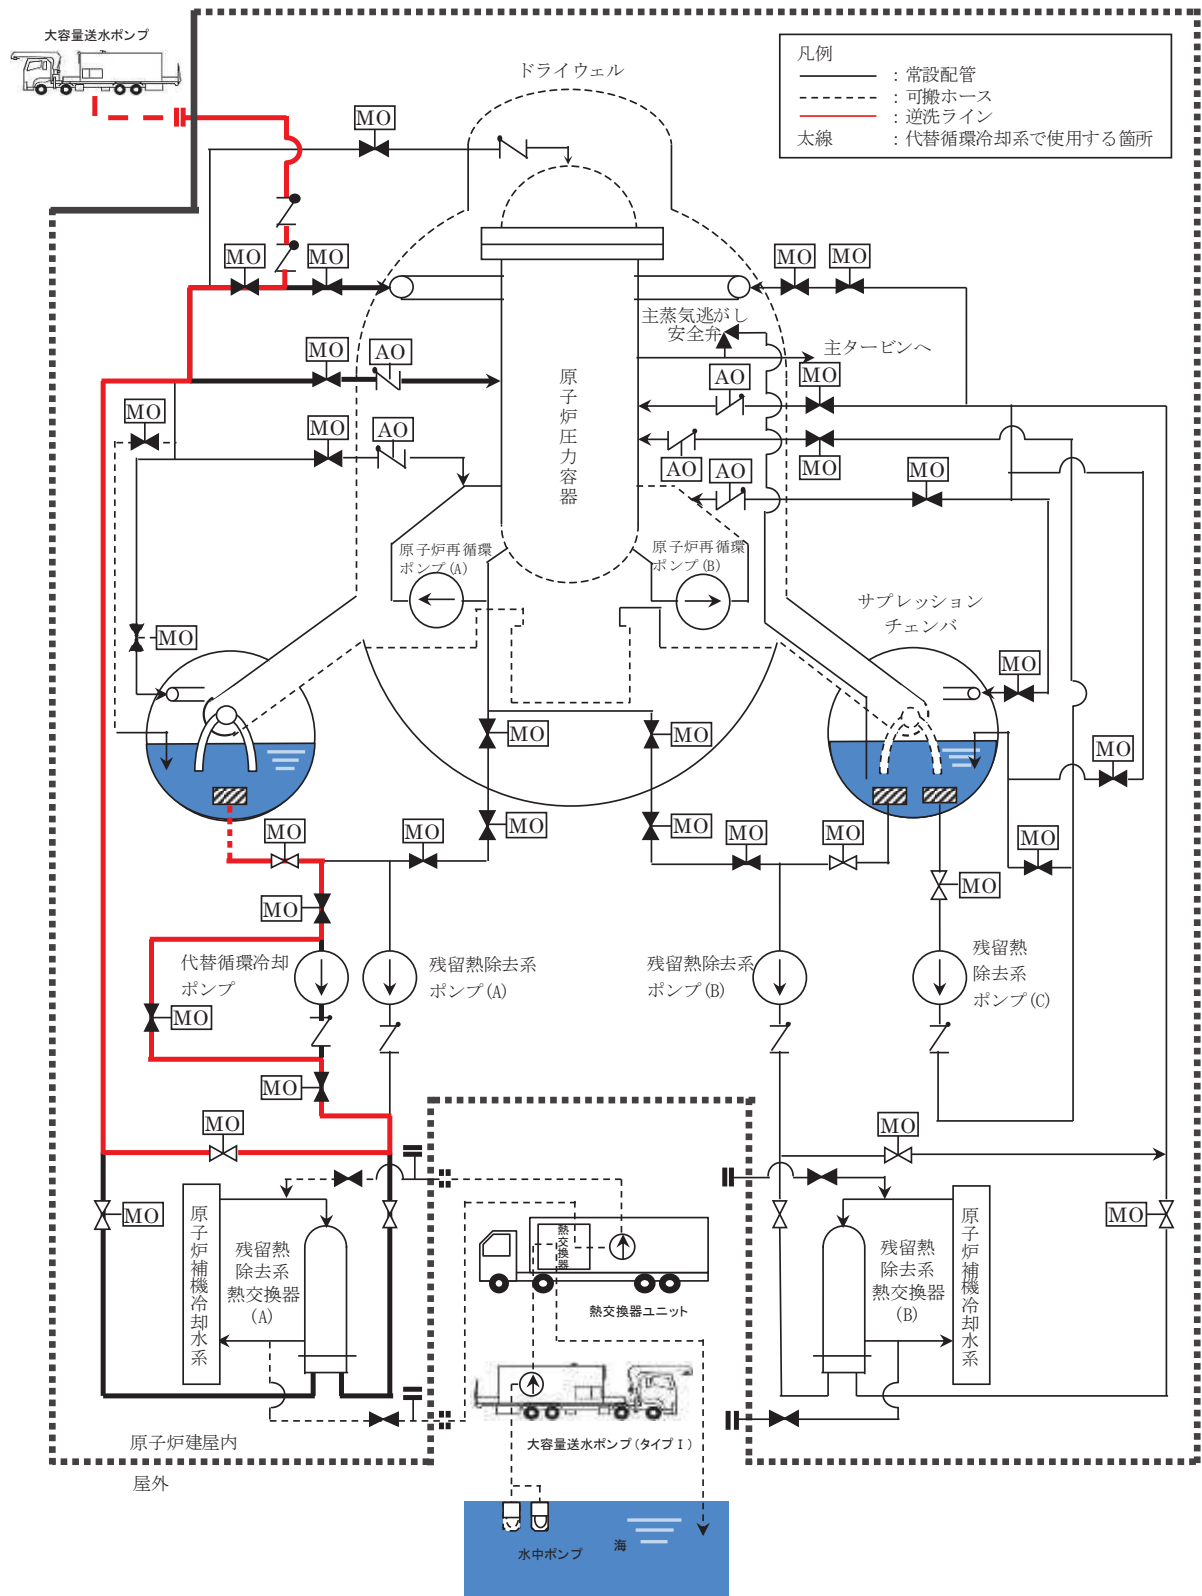 大容量送水ポンプ
凡例
：常設配管
：可搬ホース
：逆洗ライン
太線 ：代替循環冷却系で使用する箇所
ドライウェル
MO
MO
MO
MO
MO
主蒸気逃がし
安全弁
主タービンへ
MO
AO
AO
MO
原子炉圧力容器
MO
MO
AO
AO
MO
AO
MO
原子炉再循環
ポンプ(A)
原子炉再循環
ポンプ(B)
サプレッション
チェンバ
MO
MO
MO
MO
MO
MO
MO
MO
MO
MO
MO
MO
MO
MO
代替循環冷却
ポンプ
残留熱除去系
ポンプ(A)
残留熱除去系
ポンプ(B)
残留熱
除去系
ポンプ(C)
MO
MO
MO
MO
MO
MO
原子炉補機冷却水系
残留熱
除去系
熱交換器
(A)
熱交換器
熱交換器ユニット
残留熱
除去系
熱交換器
(B)
原子炉補機冷却水系
大容量送水ポンプ(タイプⅠ)
原子炉建屋内
屋外
水中ポンプ
海